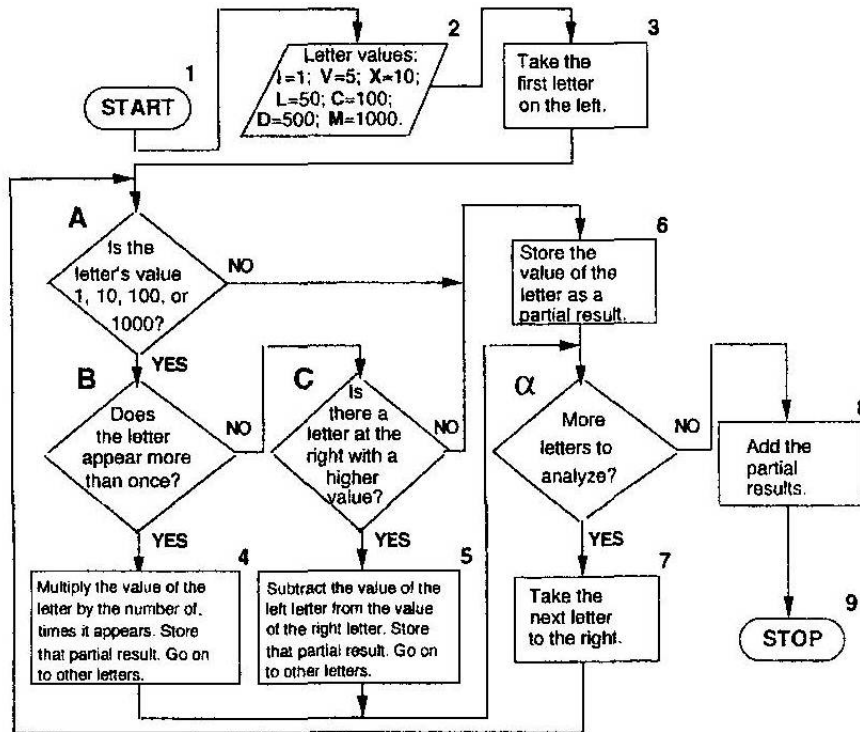 1
START
2
Letter values:
I=1; V=5; X=10;
L=50; C=100;
D=500; M=1000.
3
Take the
first letter
on the left.
A
Is the
letter's value
1, 10, 100, or
1000?
NO
YES
B
Does
the letter
appear more
than once?
NO
YES
C
Is
there a
letter at the
right with a
higher
value?
NO
YES
6
Store the
value of the
letter as a
partial result.
α
More
letters to
analyze?
NO
YES
8
Add the
partial
results.
4
Multiply the value of the
letter by the number of.
times it appears. Store
that partial result. Go on
to other letters.
5
Subtract the value of the
left letter from the value
of the right letter. Store
that partial result. Go on
to other letters.
7
Take the
next letter
to the right.
9
STOP